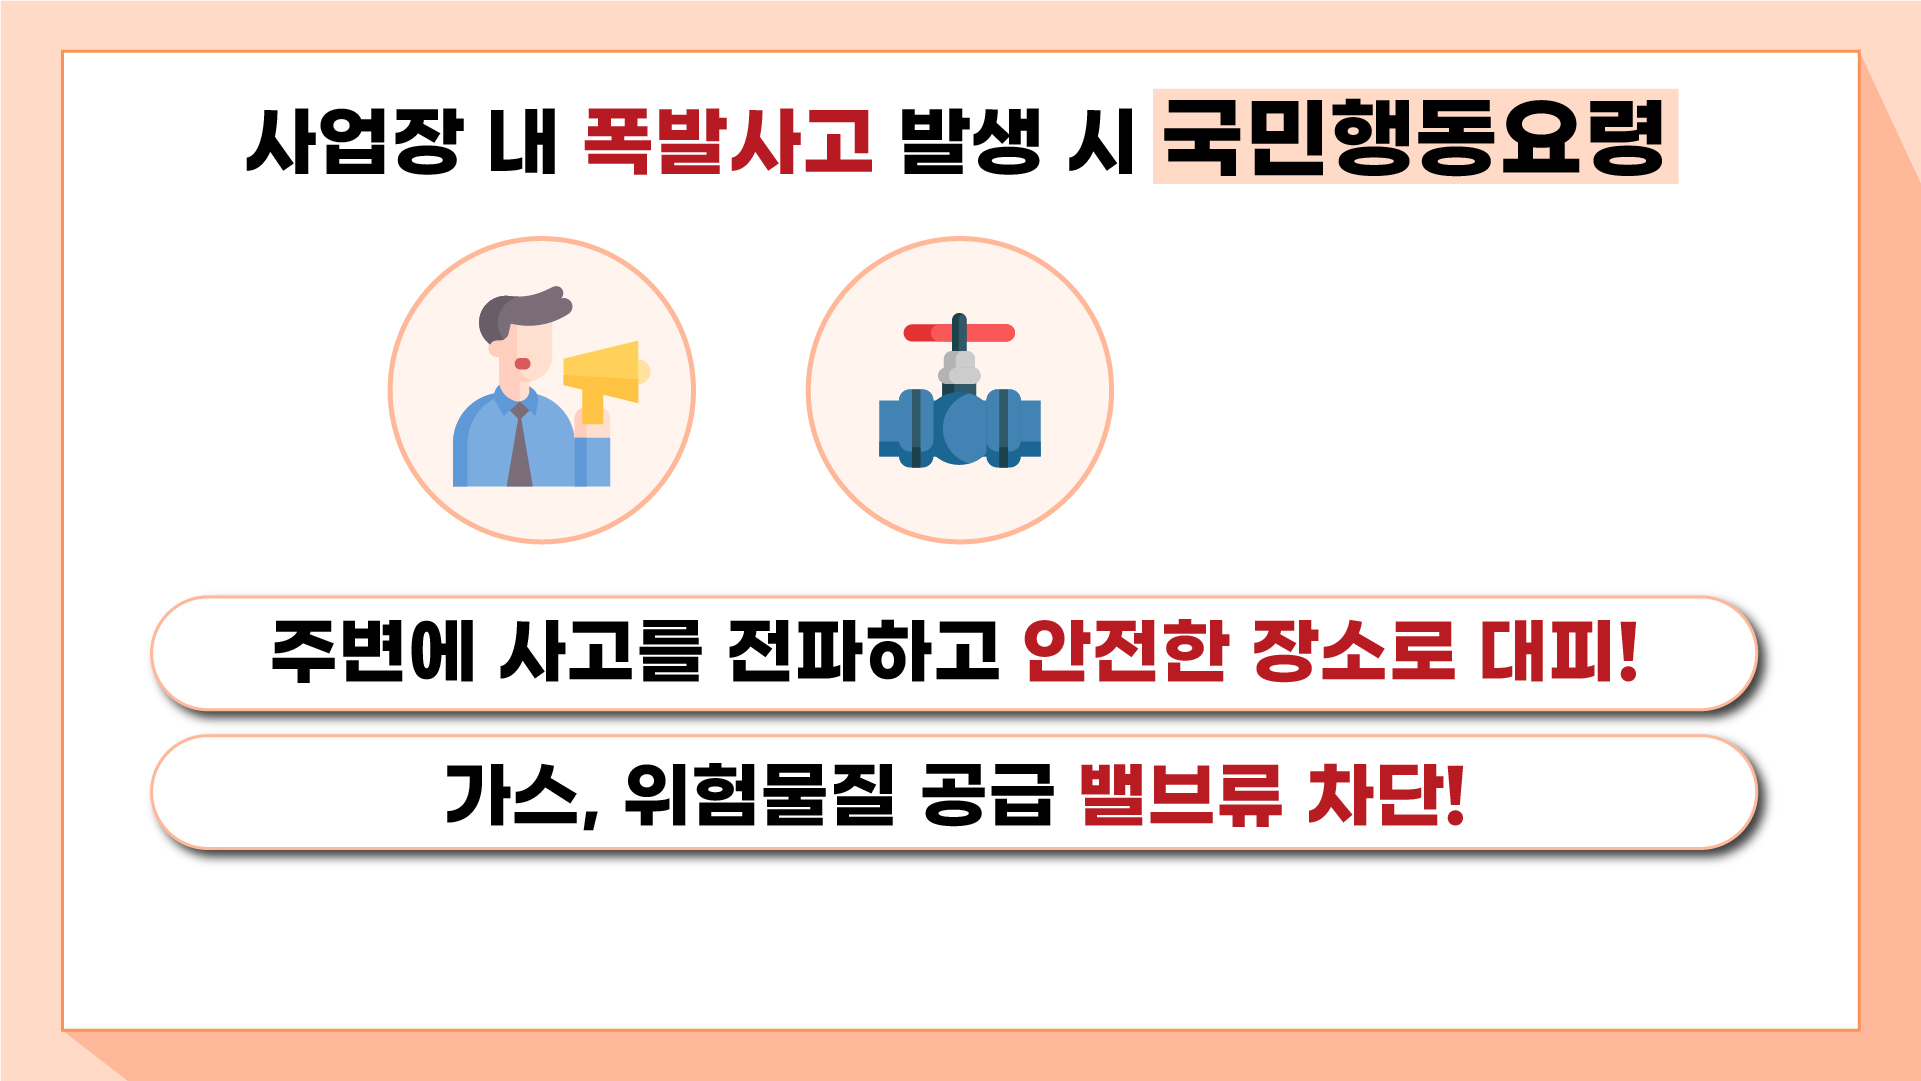 사업장 내 폭발사고 발생 시 국민행동요령
주변에 사고를 전파하고 안전한 장소로 대피!
가스, 위험물질 공급 밸브류 차단!